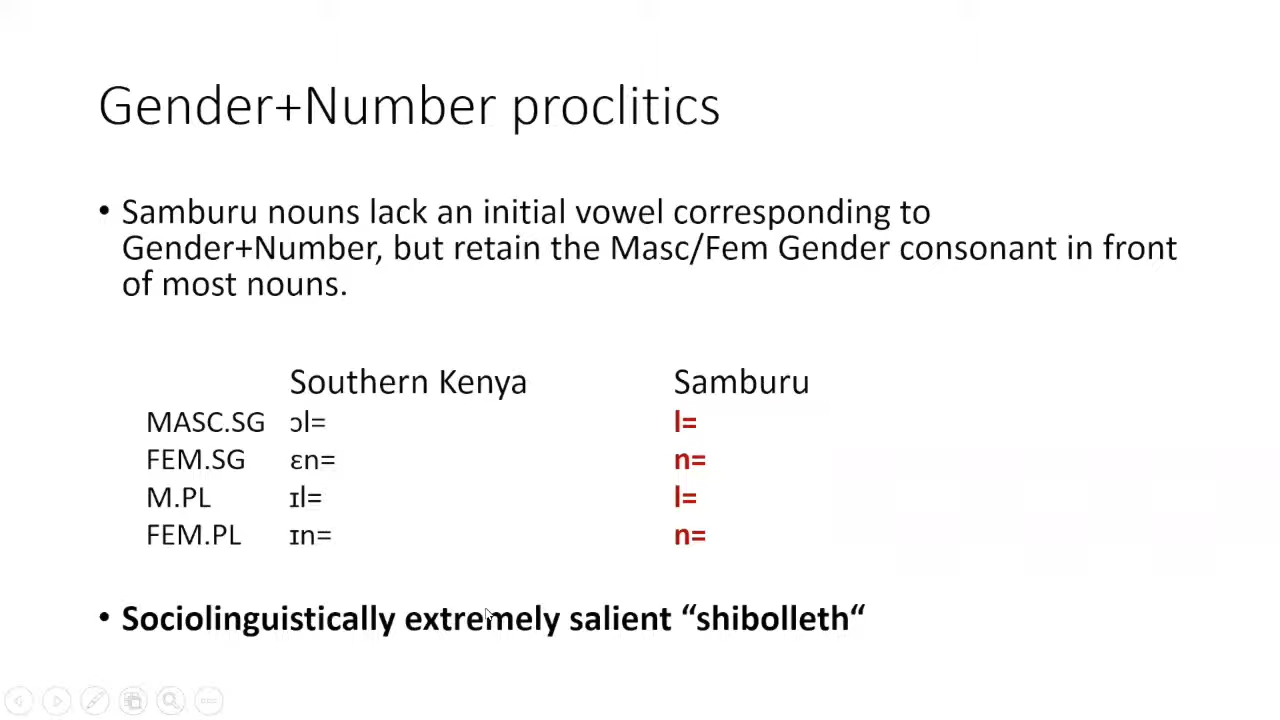 Gender+Number proclitics
• Samburu nouns lack an initial vowel corresponding to
Gender+Number, but retain the Masc/Fem Gender consonant in front
of most nouns.
Southern Kenya Samburu
MASC.SG ɔl= l=
FEM.SG ɛn= n=
M.PL ɪl= l=
FEM.PL ɪn= n=
• Sociolinguistically extremely salient “shibolleth“